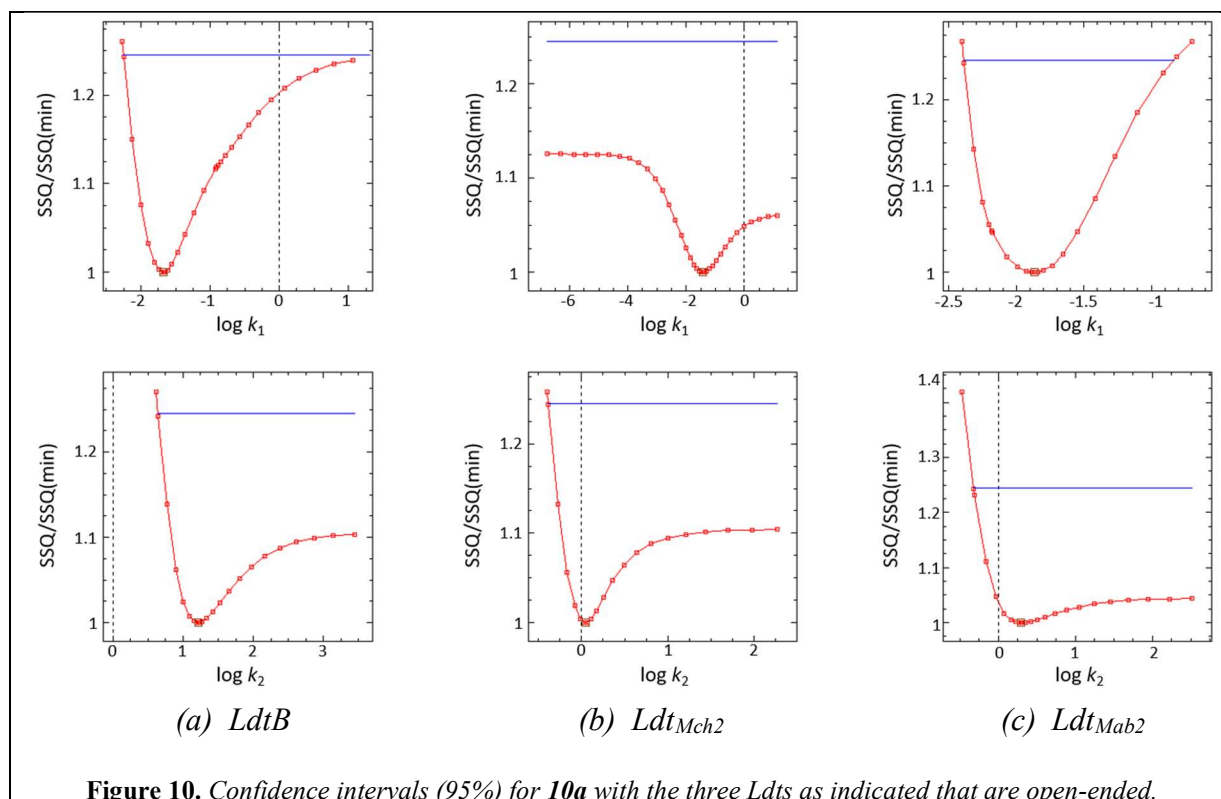 SSQ/SSQ(min)
1.2
1.1
1
-2 -1 0 1
log k₁
SSQ/SSQ(min)
1.2
1.1
1
-6 -4 -2 0
log k₁
SSQ/SSQ(min)
1.2
1.1
1
-2.5 -2 -1.5 -1
log k₁
SSQ/SSQ(min)
1.2
1.1
1
0 1 2 3
log k₂
SSQ/SSQ(min)
1.2
1.1
1
0 1 2
log k₂
SSQ/SSQ(min)
1.4
1.3
1.2
1.1
1
0 1 2
log k₂
(a) LdtB (b) Ldt_Mch2 (c) Ldt_Mab2
Figure 10. Confidence intervals (95%) for 10a with the three Ldts as indicated that are open-ended.